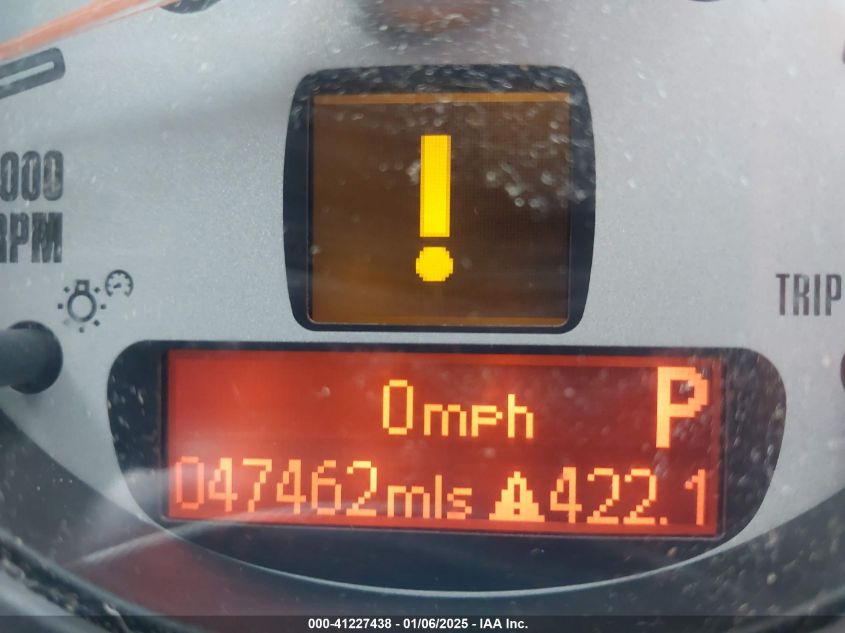 !
000
RPM
TRIP
0mph P
047462mls ⚠422.1
000-41227438 - 01/06/2025 - IAA Inc.